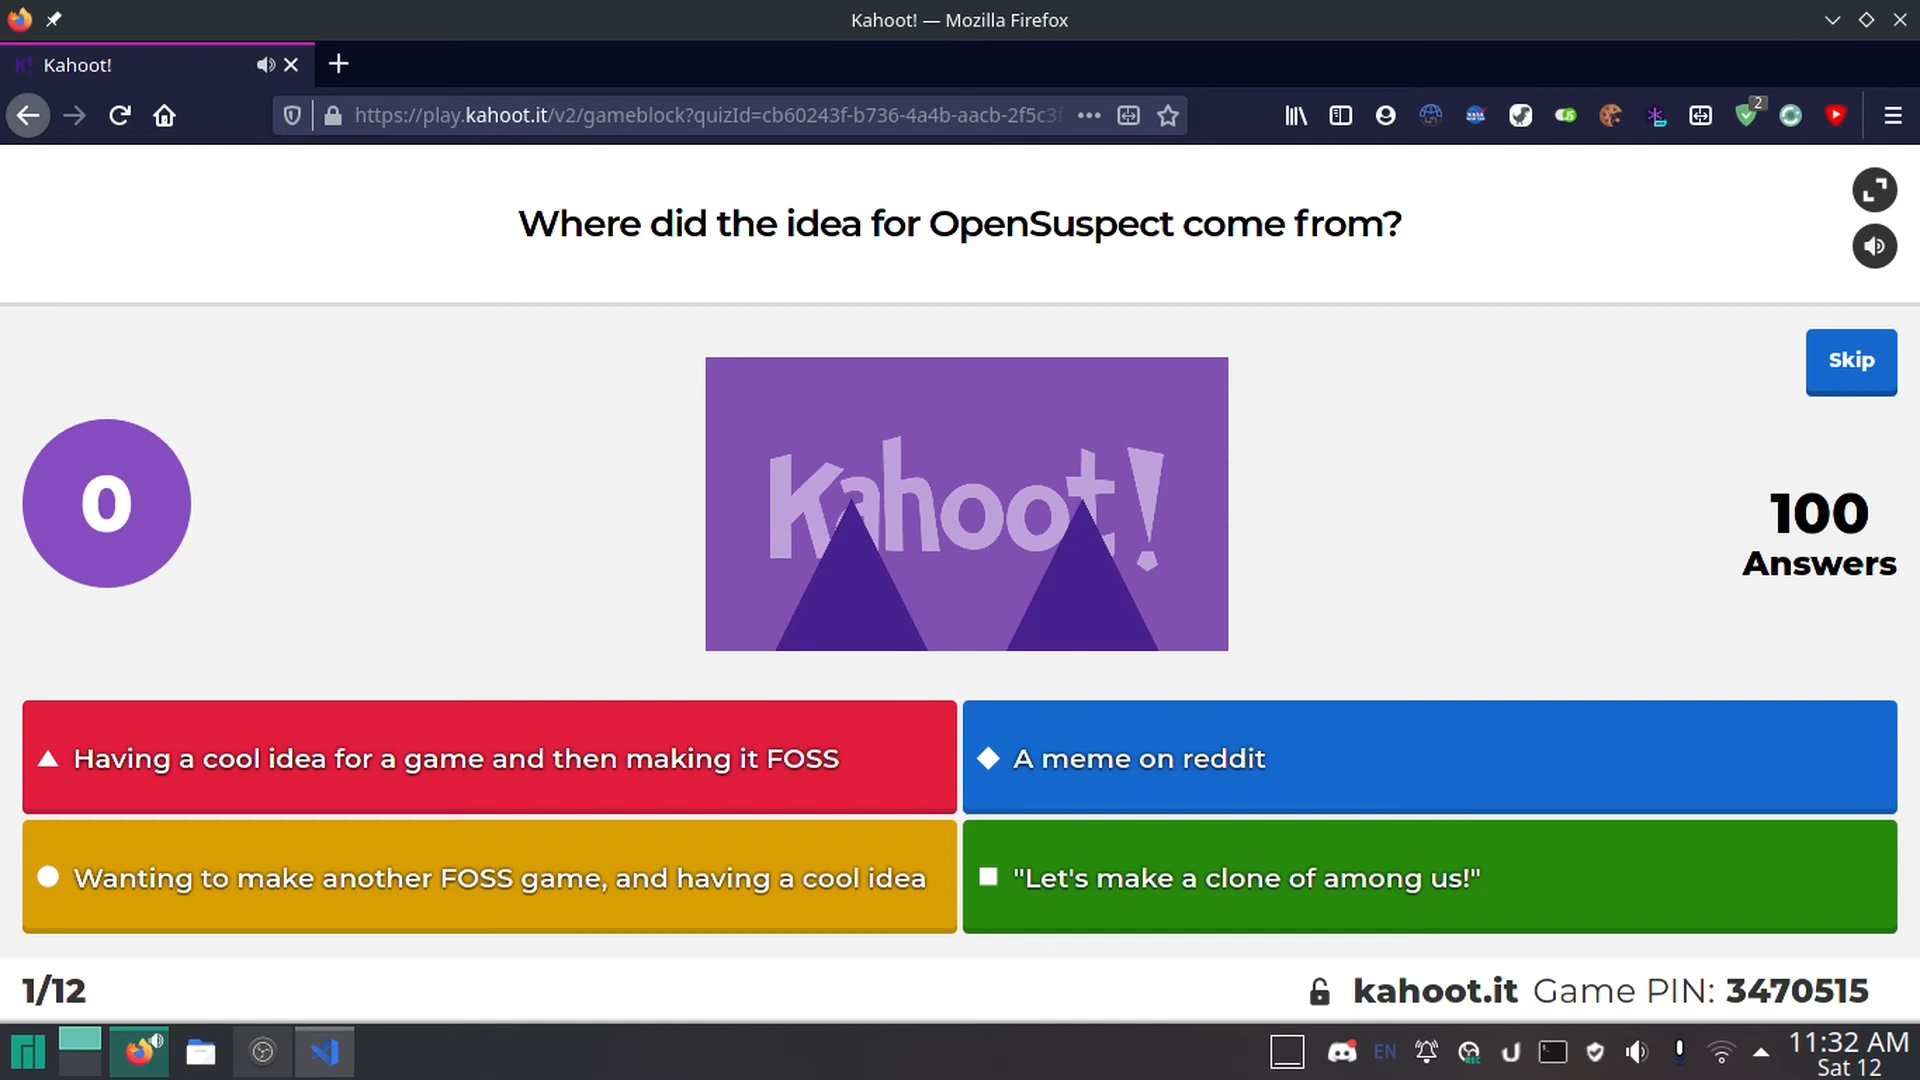 Kahoot! — Mozilla Firefox
Kahoot!
https://play.kahoot.it/v2/gameblock?quizId=cb60243f-b736-4a4b-aacb-2f5c3f
2
Where did the idea for OpenSuspect come from?
Skip
0
Kahoot!
100
Answers
Having a cool idea for a game and then making it FOSS
A meme on reddit
Wanting to make another FOSS game, and having a cool idea
"Let's make a clone of among us!"
1/12
kahoot.it Game PIN: 3470515
EN
REC
11:32 AM
Sat 12